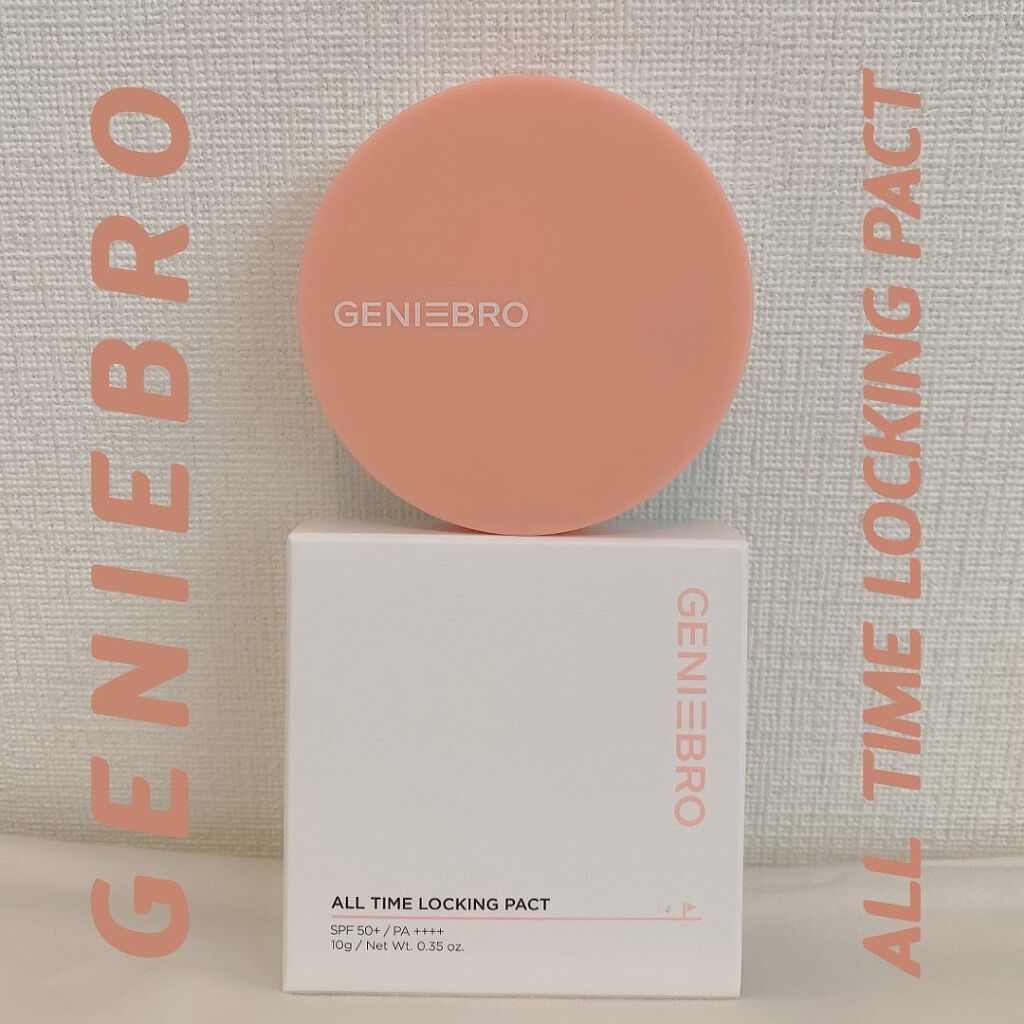 GENIEBRO
GENIEBRO
ALL TIME LOCKING PACT
GENIEBRO
ALL TIME LOCKING PACT
SPF 50+ / PA ++++
10g / Net Wt. 0.35 oz.